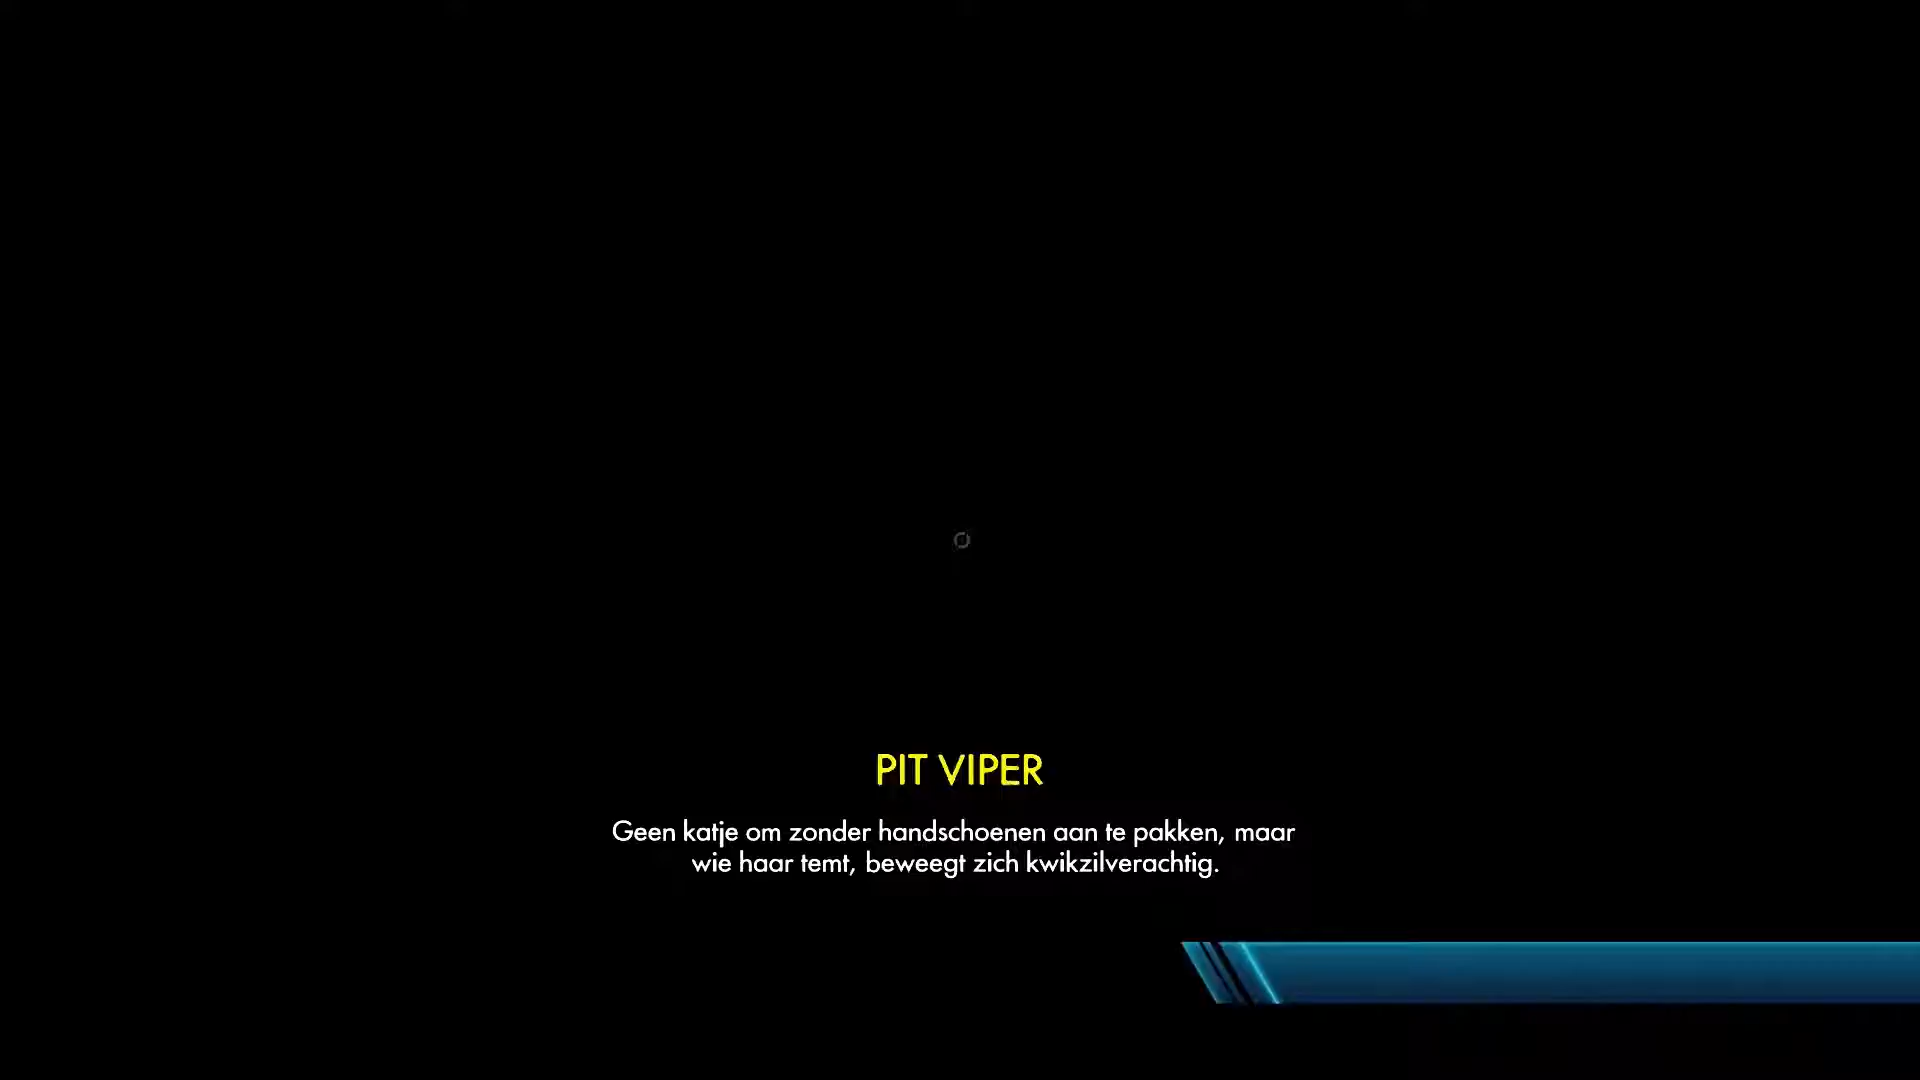 PIT VIPER
Geen katje om zonder handschoenen aan te pakken, maar
wie haar temt, beweegt zich kwikzilverachtig.